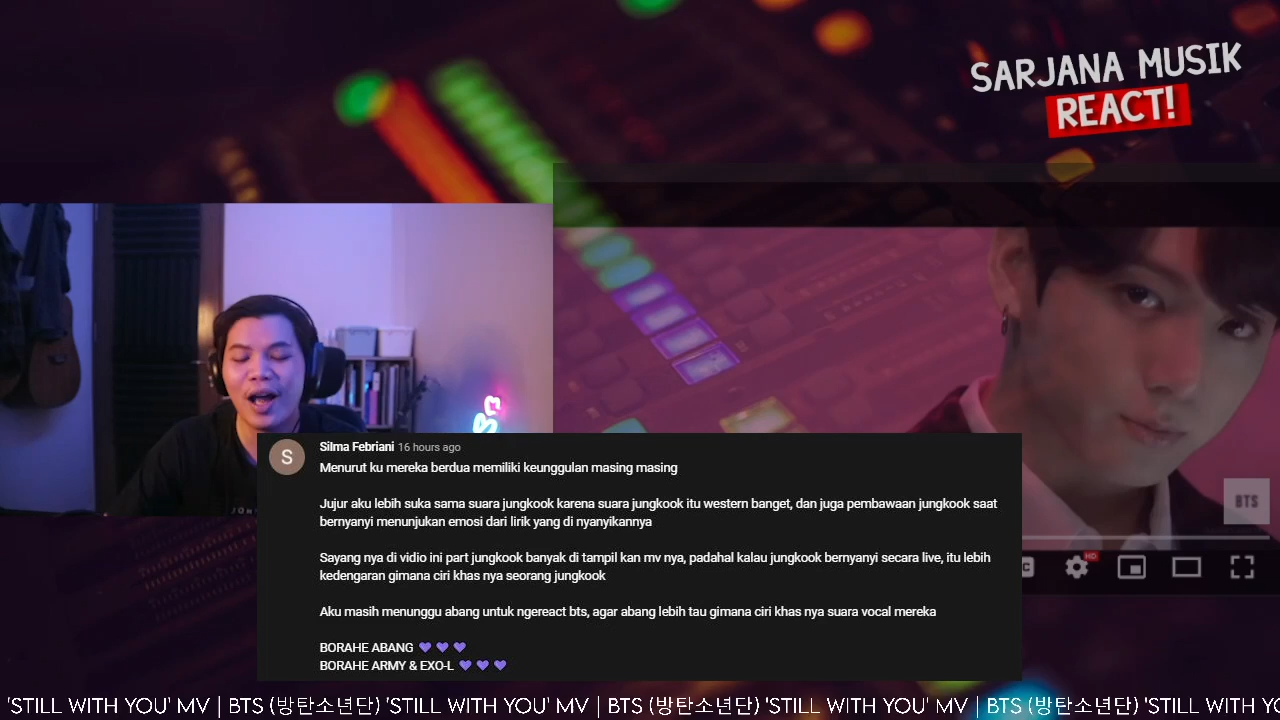 SARJANA MUSIK
REACT!
S
Silma Febriani 16 hours ago
Menurut ku mereka berdua memiliki keunggulan masing masing
Jujur aku lebih suka sama suara jungkook karena suara jungkook itu western banget, dan juga pembawaan jungkook saat
bernyanyi menunjukan emosi dari lirik yang di nyanyikannya
Sayang nya di vidio ini part jungkook banyak di tampil kan mv nya, padahal kalau jungkook bernyanyi secara live, itu lebih
kedengaran gimana ciri khas nya seorang jungkook
Aku masih menunggu abang untuk ngereact bts, agar abang lebih tau gimana ciri khas nya suara vocal mereka
BORAHE ABANG 💜 💜 💜
BORAHE ARMY & EXO-L 💜 💜 💜
BTS
HD
'STILL WITH YOU' MV | BTS (방탄소년단) 'STILL WITH YOU' MV | BTS (방탄소년단) 'STILL WITH YOU' MV | BTS (방탄소년단) 'STILL WITH